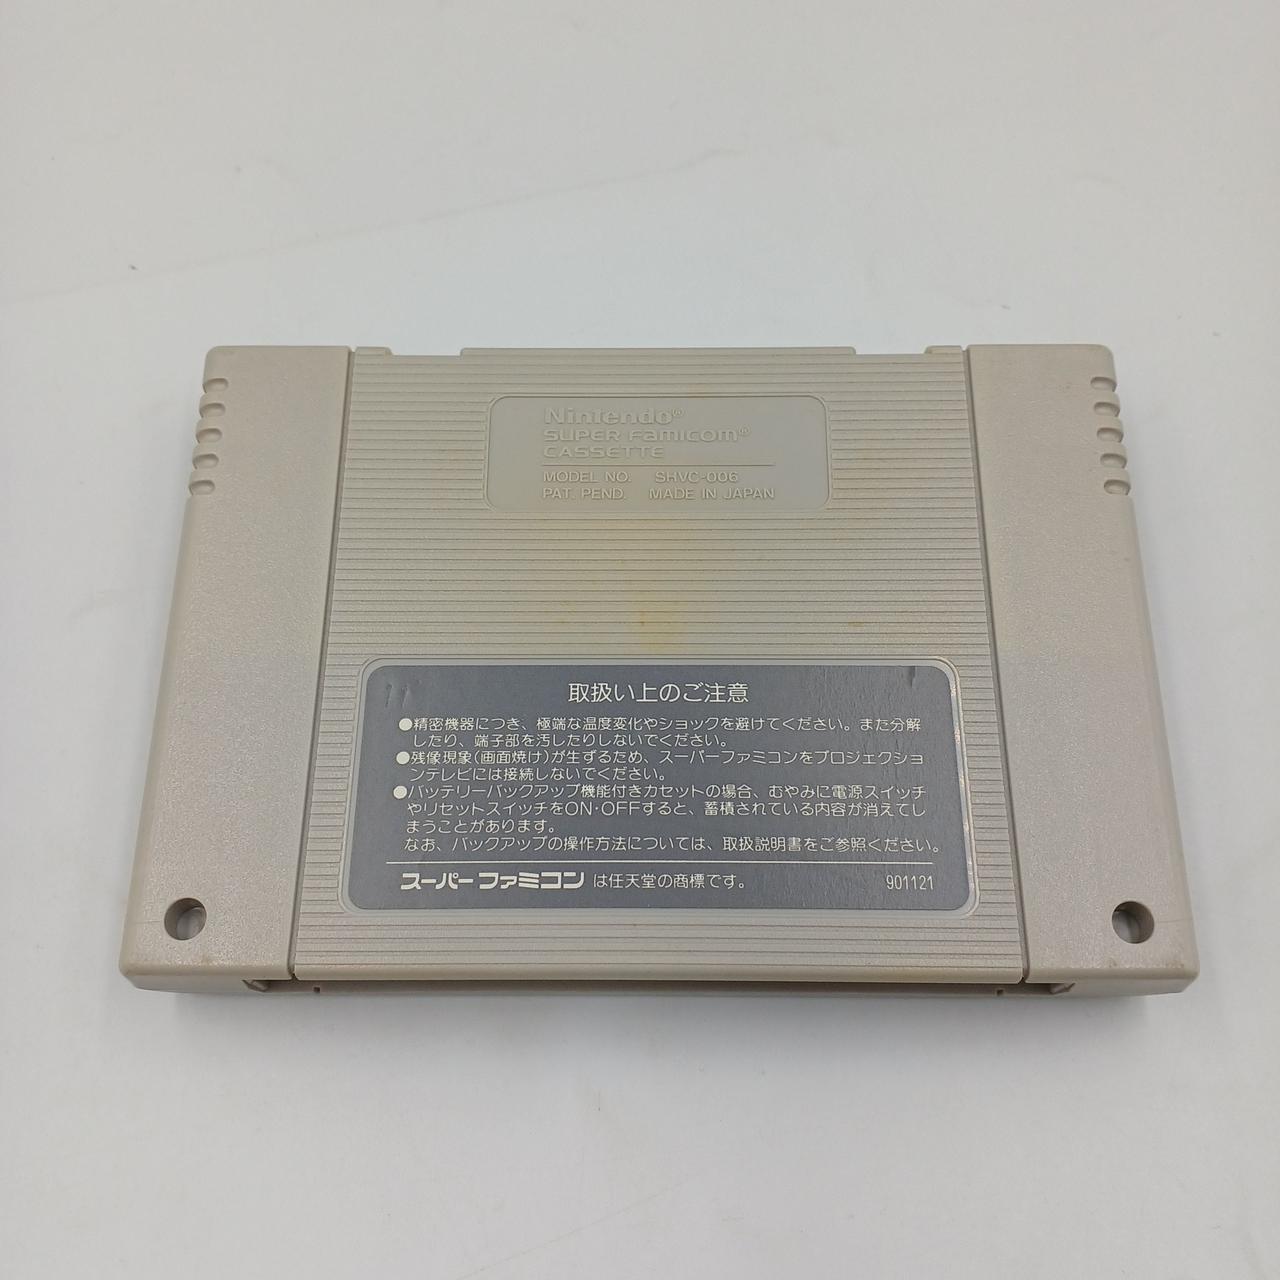 Nintendo®
SUPER Famicom®
CASSETTE
MODEL NO. SHVC-006
PAT. PEND. MADE IN JAPAN
取扱い上のご注意
●精密機器につき、極端な温度変化やショックを避けてください。また分解
したり、端子部を汚したりしないでください。
●残像現象(画面焼け)が生ずるため、スーパーファミコンをプロジェクショ
ンテレビには接続しないでください。
●バッテリーバックアップ機能付きカセットの場合、むやみに電源スイッチ
やリセットスイッチをON・OFFすると、蓄積されている内容が消えてし
まうことがあります。
なお、バックアップの操作方法については、取扱説明書をご参照ください。
スーパーファミコン は任天堂の商標です。 901121